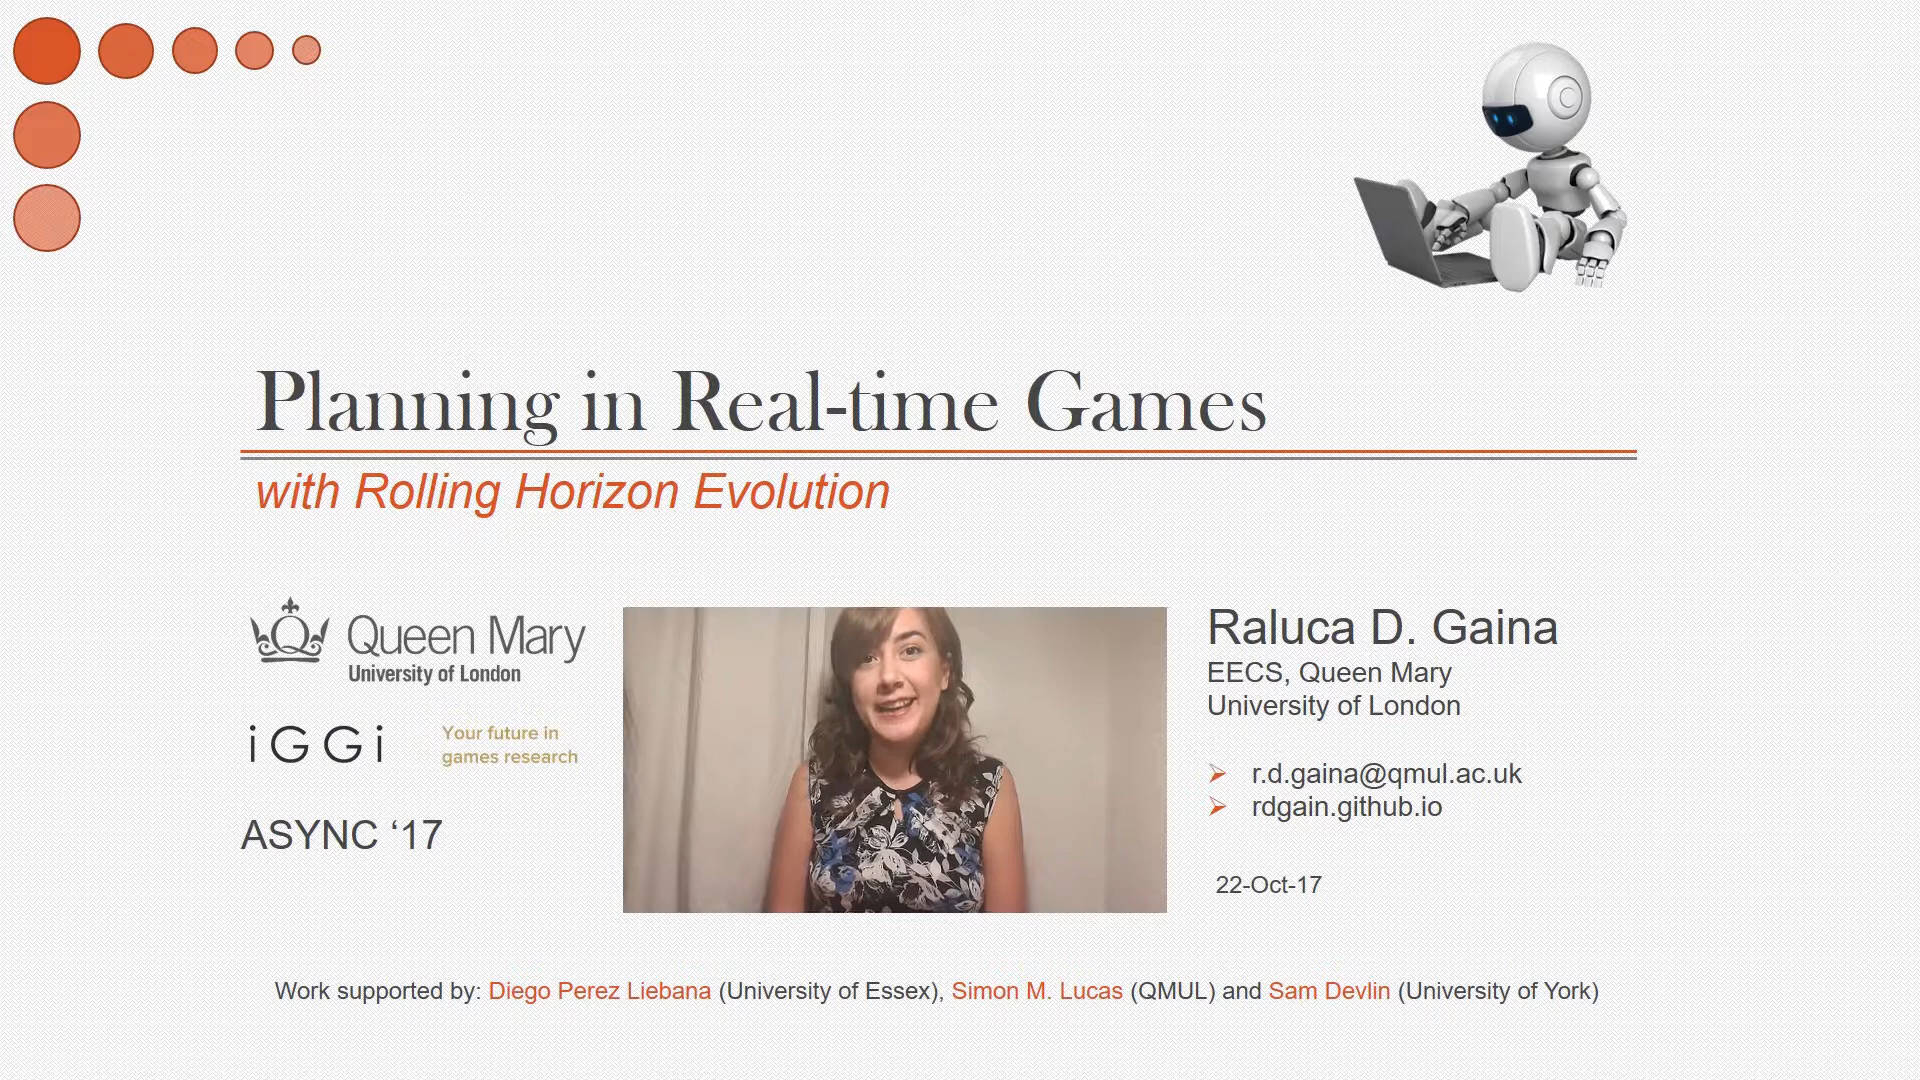 Planning in Real-time Games
with Rolling Horizon Evolution
Queen Mary
University of London
iGGi
Your future in
games research
ASYNC ‘17
Raluca D. Gaina
EECS, Queen Mary
University of London
r.d.gaina@qmul.ac.uk
rdgain.github.io
22-Oct-17
Work supported by: Diego Perez Liebana (University of Essex), Simon M. Lucas (QMUL) and Sam Devlin (University of York)